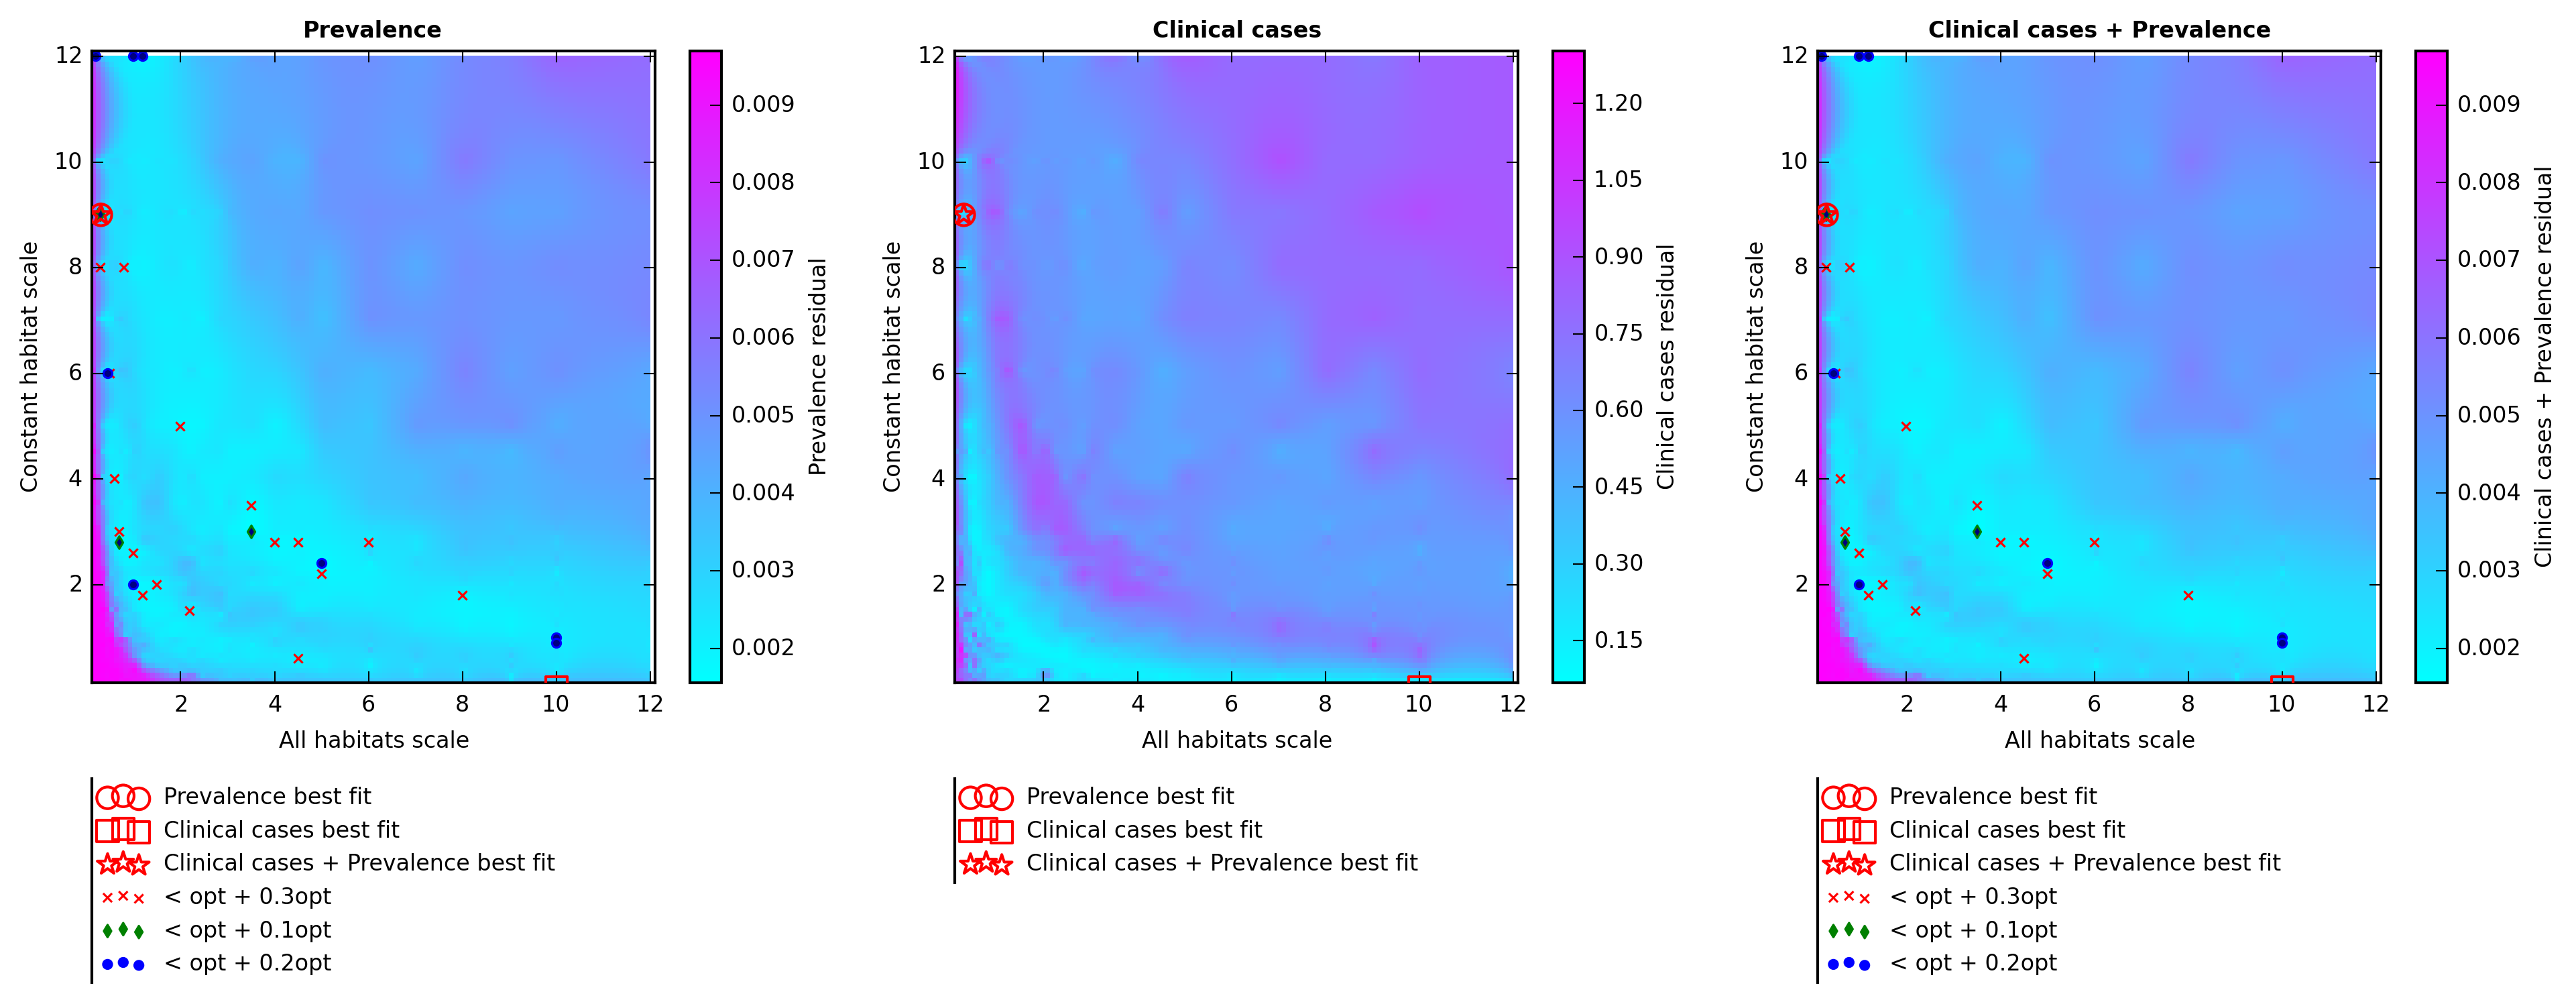 Prevalence
12
10
8
6
4
2
Constant habitat scale
2 4 6 8 10 12
All habitats scale
0.009
0.008
0.007
0.006
0.005
0.004
0.003
0.002
Prevalence residual
Prevalence best fit
Clinical cases best fit
Clinical cases + Prevalence best fit
< opt + 0.3opt
< opt + 0.1opt
< opt + 0.2opt
Clinical cases
12
10
8
6
4
2
Constant habitat scale
2 4 6 8 10 12
All habitats scale
1.20
1.05
0.90
0.75
0.60
0.45
0.30
0.15
Clinical cases residual
Prevalence best fit
Clinical cases best fit
Clinical cases + Prevalence best fit
Clinical cases + Prevalence
12
10
8
6
4
2
Constant habitat scale
2 4 6 8 10 12
All habitats scale
0.009
0.008
0.007
0.006
0.005
0.004
0.003
0.002
Clinical cases + Prevalence residual
Prevalence best fit
Clinical cases best fit
Clinical cases + Prevalence best fit
< opt + 0.3opt
< opt + 0.1opt
< opt + 0.2opt